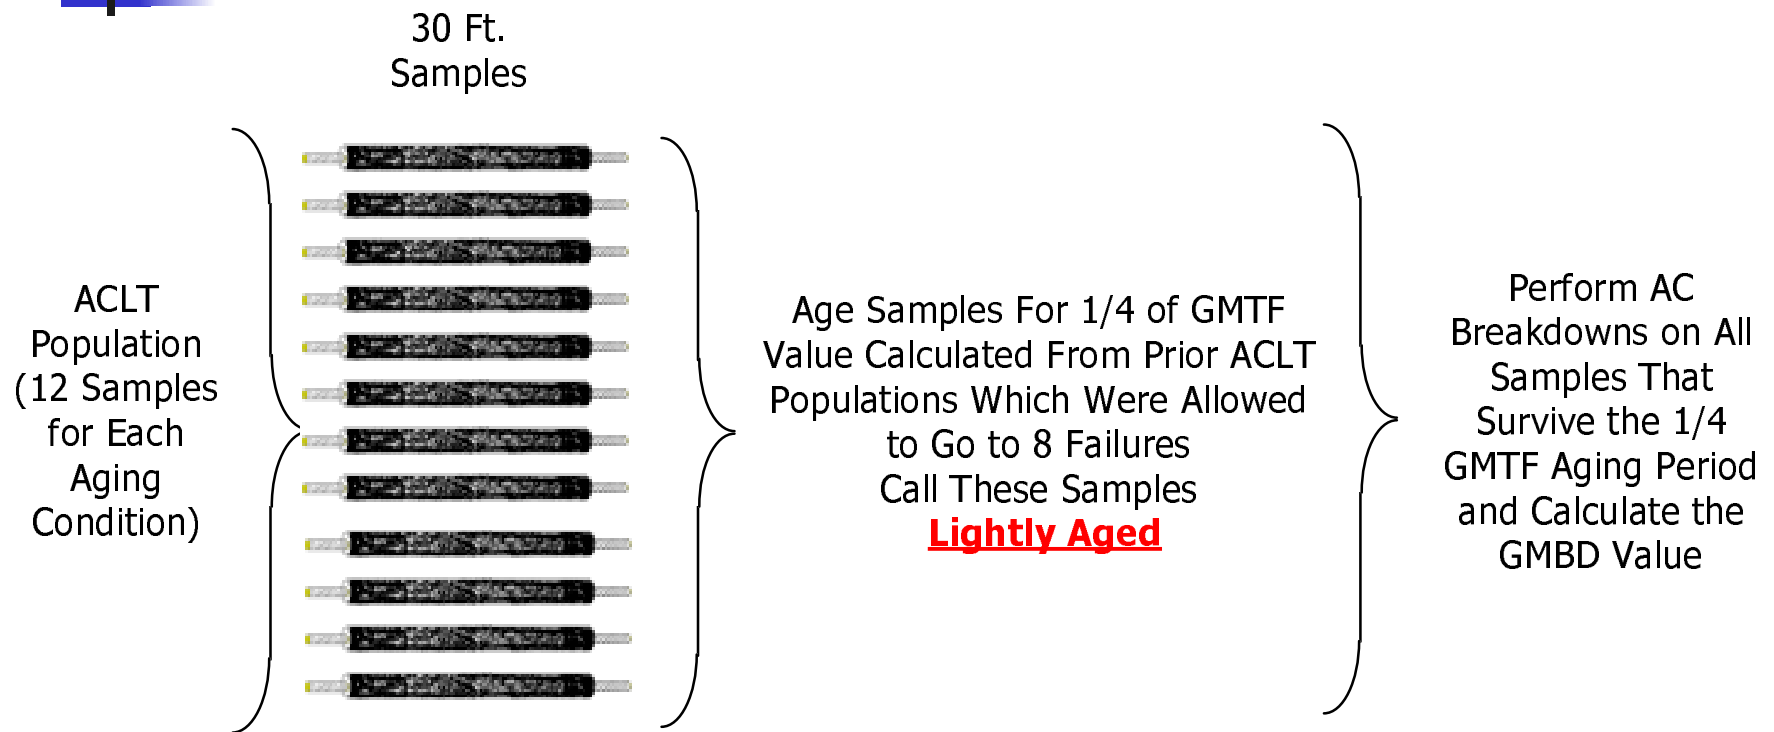 30 Ft.
Samples
ACLT
Population
(12 Samples
for Each
Aging
Condition)
Age Samples For 1/4 of GMTF
Value Calculated From Prior ACLT
Populations Which Were Allowed
to Go to 8 Failures
Call These Samples
Lightly Aged
Perform AC
Breakdowns on All
Samples That
Survive the 1/4
GMTF Aging Period
and Calculate the
GMBD Value